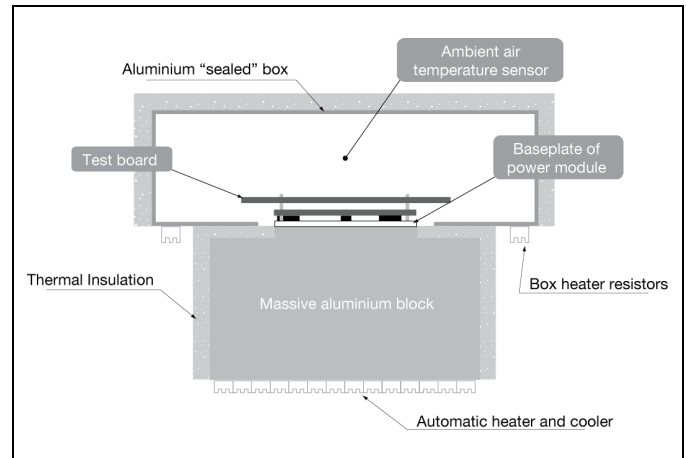 Ambient air
temperature sensor
Aluminium “sealed” box
Test board
Baseplate of
power module
Thermal Insulation
Box heater resistors
Massive aluminium block
Automatic heater and cooler